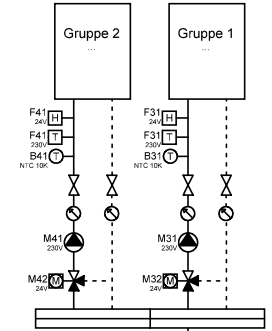 Gruppe 2
...
Gruppe 1
...
F41
24V
H
F31
24V
H
F41
230V
T
F31
230V
T
B41
NTC 10K
T
B31
NTC 10K
T
M41
230V
M31
230V
M42
24V
M
M32
24V
M